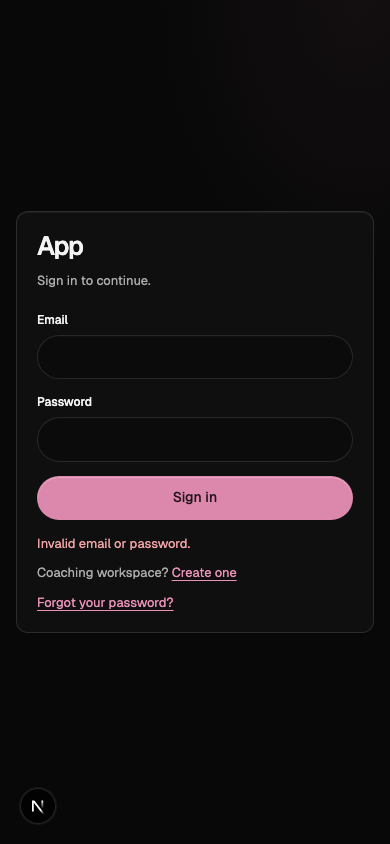 App
Sign in to continue.
Email
Password
Sign in
Invalid email or password.
Coaching workspace? Create one
Forgot your password?
N